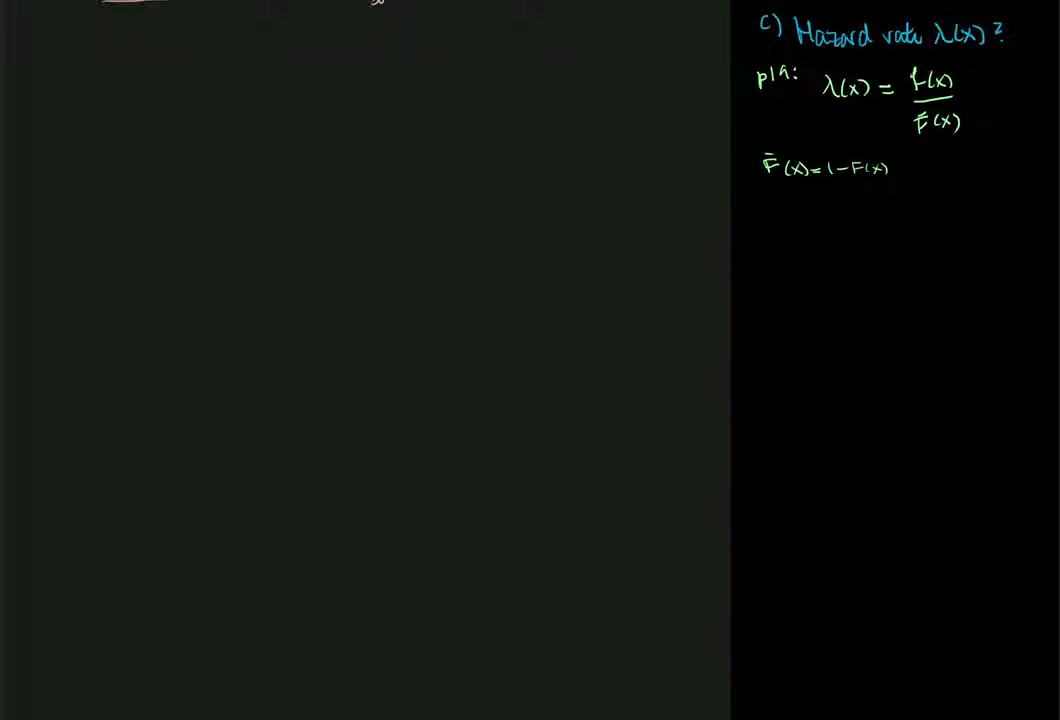 c) Hazard rate λ(x)?
λ(x) = f(x) / F̄(x)
F̄(x) = 1 − F(x)